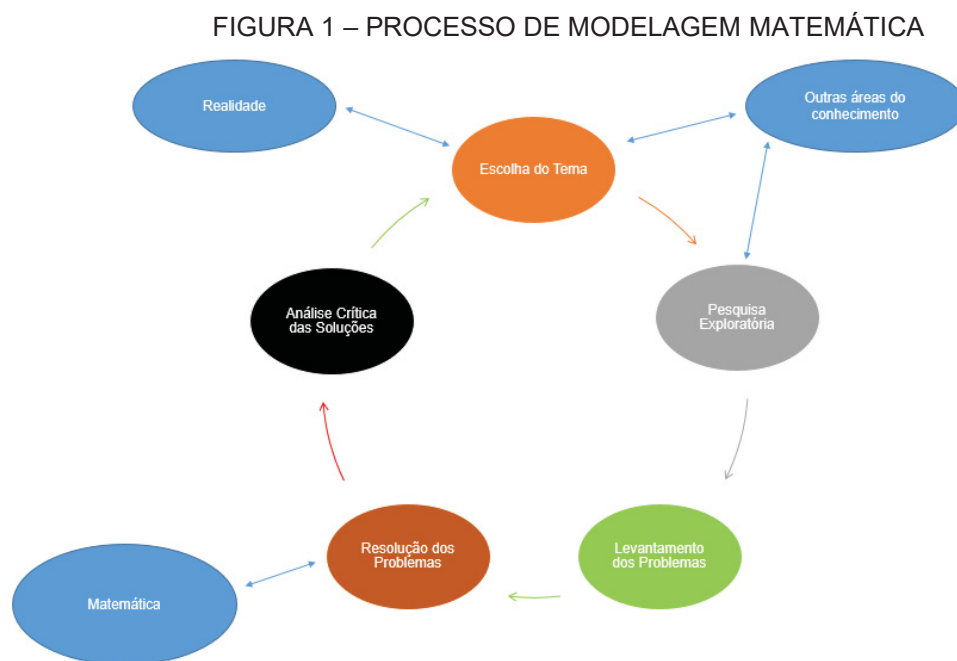 FIGURA 1 – PROCESSO DE MODELAGEM MATEMÁTICA
Realidade
Outras áreas do
conhecimento
Escolha do Tema
Análise Crítica
das Soluções
Pesquisa
Exploratória
Resolução dos
Problemas
Levantamento
dos Problemas
Matemática